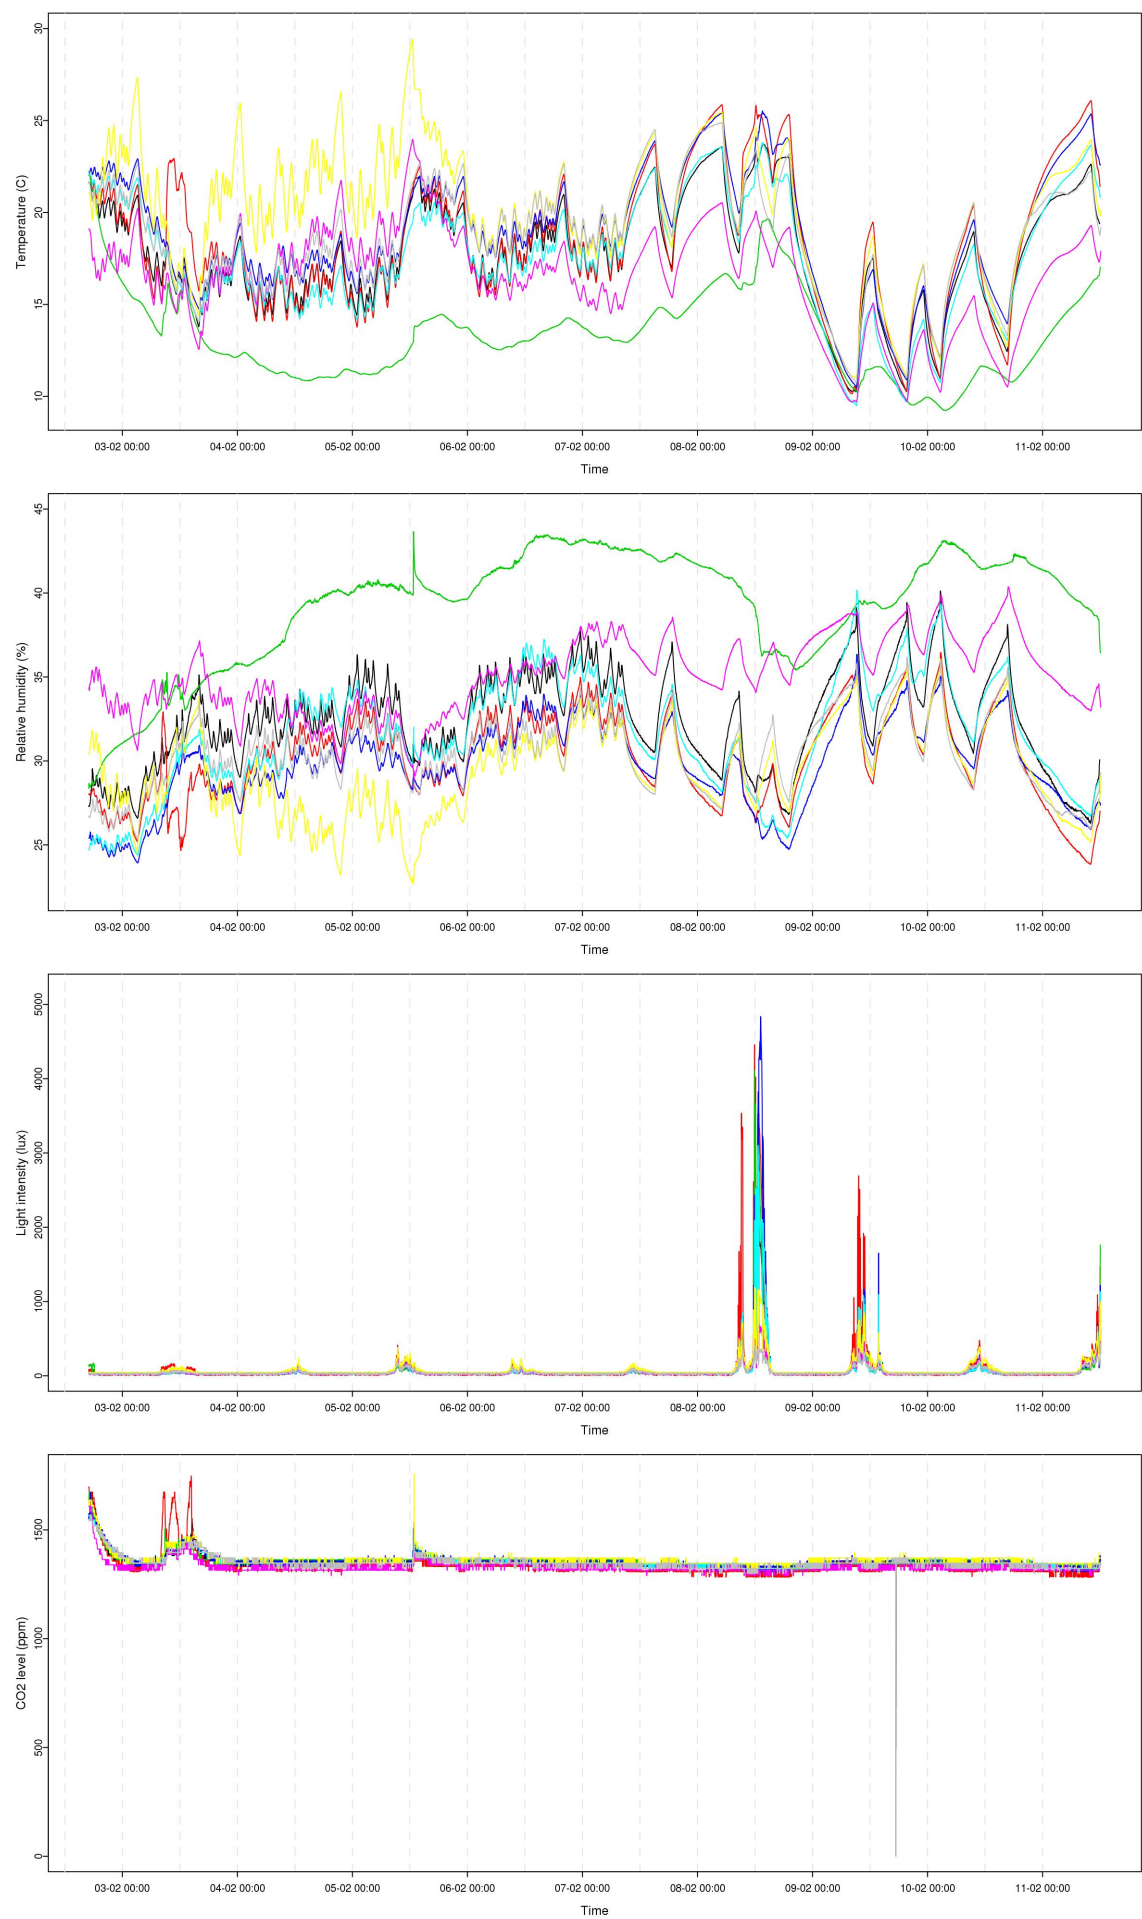 Temperature (C)
30
25
20
15
10
03-02 00:00 04-02 00:00 05-02 00:00 06-02 00:00 07-02 00:00 08-02 00:00 09-02 00:00 10-02 00:00 11-02 00:00
Time
Relative humidity (%)
45
40
35
30
25
03-02 00:00 04-02 00:00 05-02 00:00 06-02 00:00 07-02 00:00 08-02 00:00 09-02 00:00 10-02 00:00 11-02 00:00
Time
Light intensity (lux)
5000
4000
3000
2000
1000
0
03-02 00:00 04-02 00:00 05-02 00:00 06-02 00:00 07-02 00:00 08-02 00:00 09-02 00:00 10-02 00:00 11-02 00:00
Time
CO2 level (ppm)
1500
1000
500
0
03-02 00:00 04-02 00:00 05-02 00:00 06-02 00:00 07-02 00:00 08-02 00:00 09-02 00:00 10-02 00:00 11-02 00:00
Time